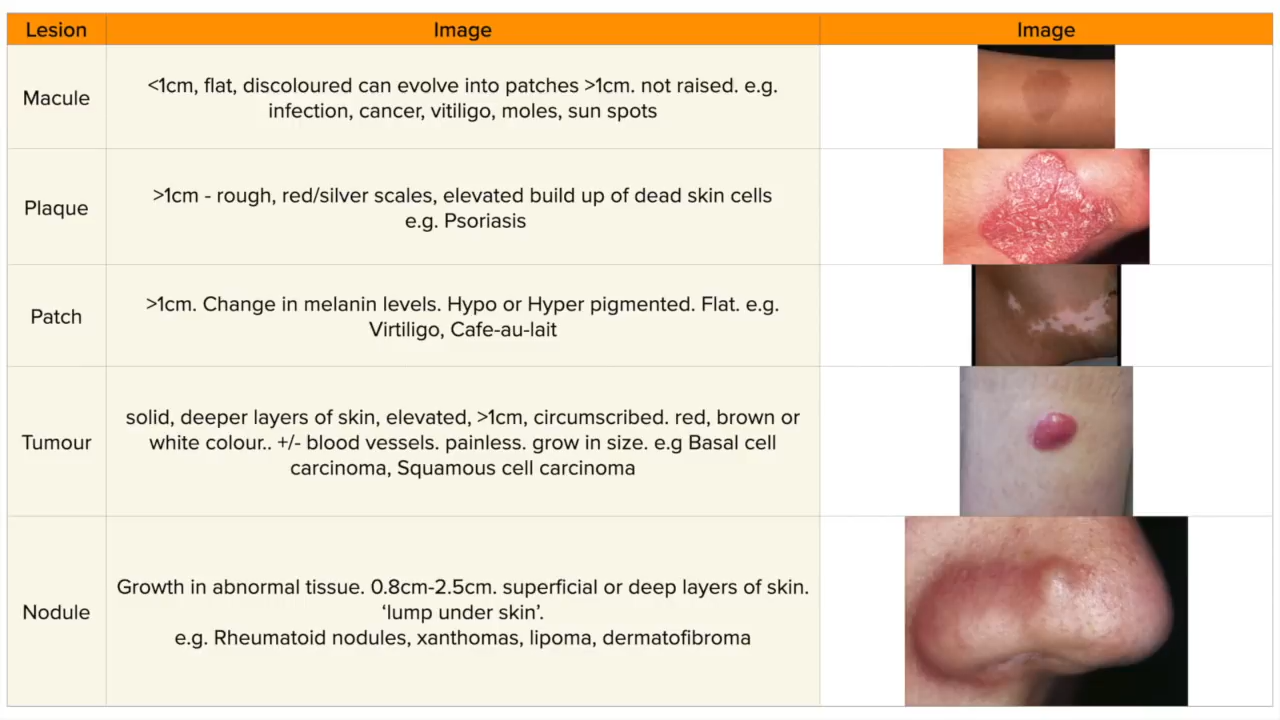 Lesion
Image
Image
Macule
<1cm, flat, discoloured can evolve into patches >1cm. not raised. e.g.
infection, cancer, vitiligo, moles, sun spots
Plaque
>1cm - rough, red/silver scales, elevated build up of dead skin cells
e.g. Psoriasis
Patch
>1cm. Change in melanin levels. Hypo or Hyper pigmented. Flat. e.g.
Virtiligo, Cafe-au-lait
Tumour
solid, deeper layers of skin, elevated, >1cm, circumscribed. red, brown or
white colour.. +/- blood vessels. painless. grow in size. e.g Basal cell
carcinoma, Squamous cell carcinoma
Nodule
Growth in abnormal tissue. 0.8cm-2.5cm. superficial or deep layers of skin.
‘lump under skin’.
e.g. Rheumatoid nodules, xanthomas, lipoma, dermatofibroma